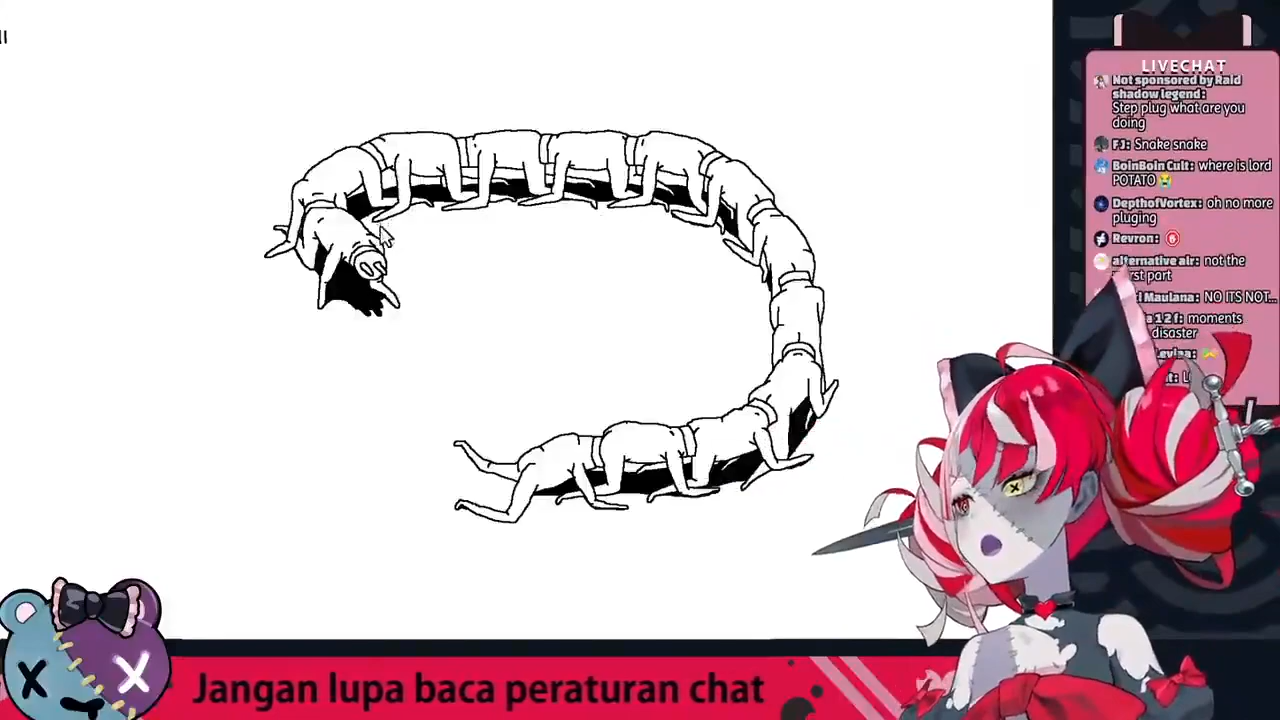 LIVECHAT
Not sponsored by Raid
shadow legend:
Step plug what are you
doing
FJ: Snake snake
BoinBoin Cult: where is lord
POTATO 😭
DepthofVortex: oh no more
pluging
Revron:
alternative air: not the
part
Maulana: NO ITS NOT...
moments
disaster
Jangan lupa baca peraturan chat